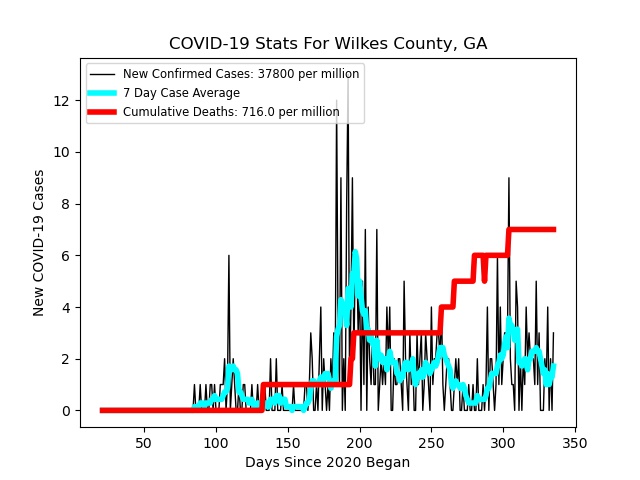 COVID-19 Stats For Wilkes County, GA
New Confirmed Cases: 37800 per million
7 Day Case Average
Cumulative Deaths: 716.0 per million
New COVID-19 Cases
12
10
8
6
4
2
0
50
100
150
200
250
300
350
Days Since 2020 Began